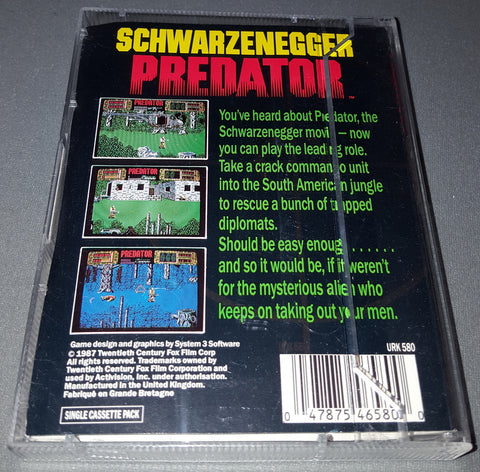 SCHWARZENEGGER
PREDATOR™
You've heard about Predator, the
Schwarzenegger movie — now
you can play the leading role.
Take a crack commando unit
into the South American jungle
to rescue a bunch of trapped
diplomats.
Should be easy enough ......
and so it would be, if it weren't
for the mysterious alien who
keeps on taking out your men.
PREDATOR
PREDATOR
PREDATOR
Game design and graphics by System 3 Software
© 1987 Twentieth Century Fox Film Corp
All rights reserved. Trademarks owned by
Twentieth Century Fox Film Corporation and
used by Activision, Inc. under authorisation.
Manufactured in the United Kingdom.
Fabriqué en Grande Bretagne
SINGLE CASSETTE PACK
URK 580
0 47875 46580 0